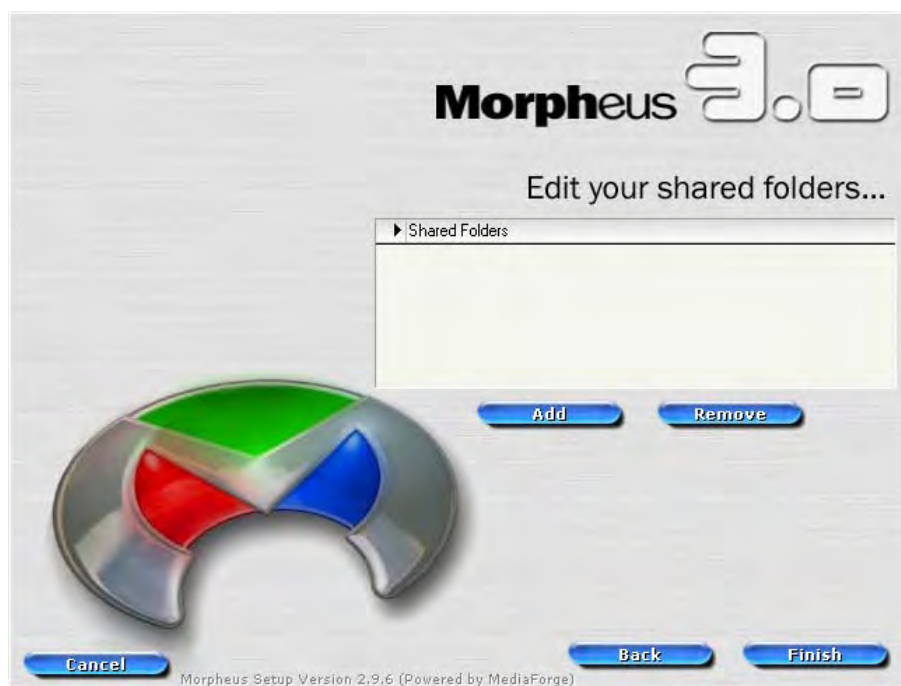 Morpheus 3.0
Edit your shared folders...
Shared Folders
Add Remove
Back Finish
Cancel
Morpheus Setup Version 2.9.6 (Powered by MediaForge)